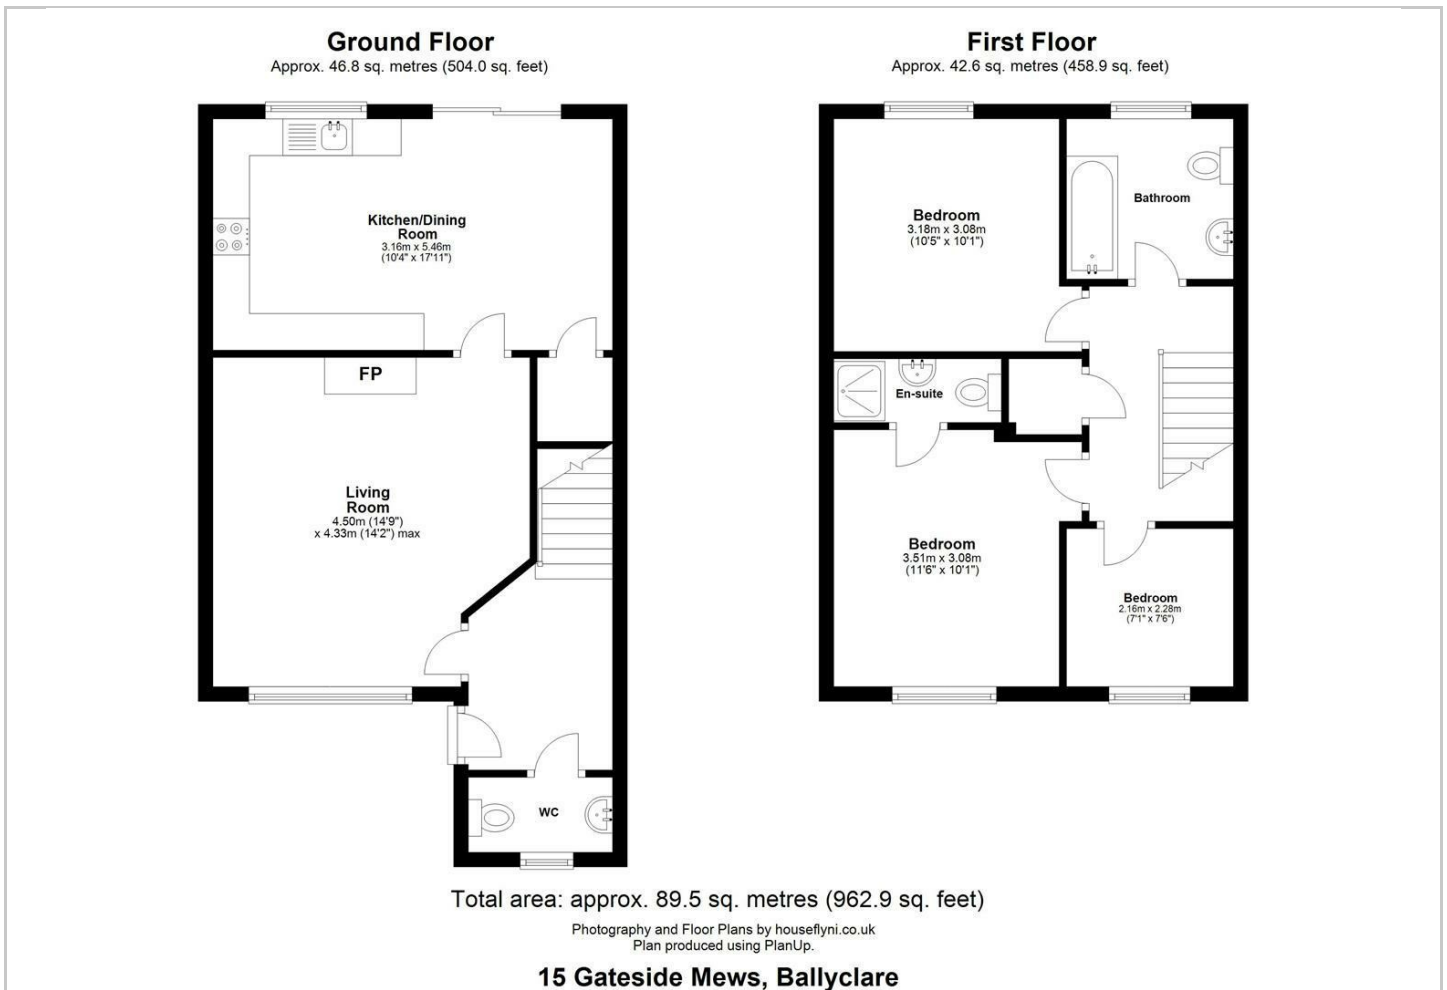 Ground Floor
Approx. 46.8 sq. metres (504.0 sq. feet)
Kitchen/Dining
Room
3.16m x 5.46m
(10'4" x 17'11")
FP
Living
Room
4.50m (14'9")
x 4.33m (14'2") max
WC
First Floor
Approx. 42.6 sq. metres (458.9 sq. feet)
Bedroom
3.18m x 3.08m
(10'5" x 10'1")
Bathroom
En-suite
Bedroom
3.51m x 3.08m
(11'6" x 10'1")
Bedroom
2.16m x 2.28m
(7'1" x 7'6")
Total area: approx. 89.5 sq. metres (962.9 sq. feet)
Photography and Floor Plans by houseflyni.co.uk
Plan produced using PlanUp.
15 Gateside Mews, Ballyclare